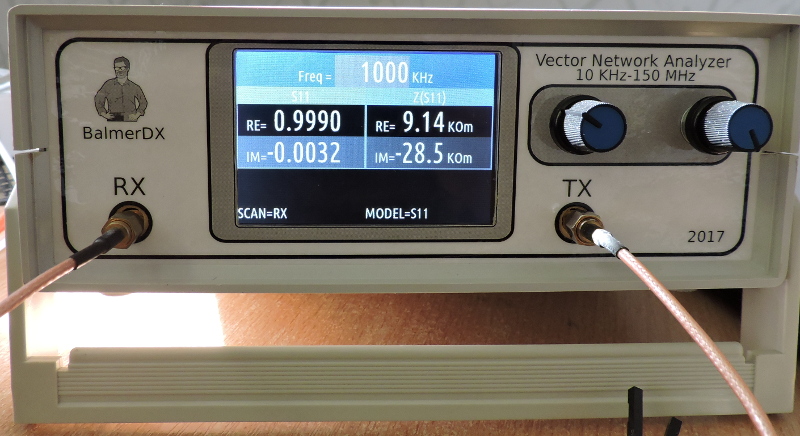 BalmerDX
RX
Freq = 1000 KHz
S11 Z(S11)
RE= 0.9990 RE= 9.14 KOm
IM=-0.0032 IM=-28.5 KOm
SCAN=RX MODEL=S11
Vector Network Analyzer
10 KHz-150 MHz
TX
2017